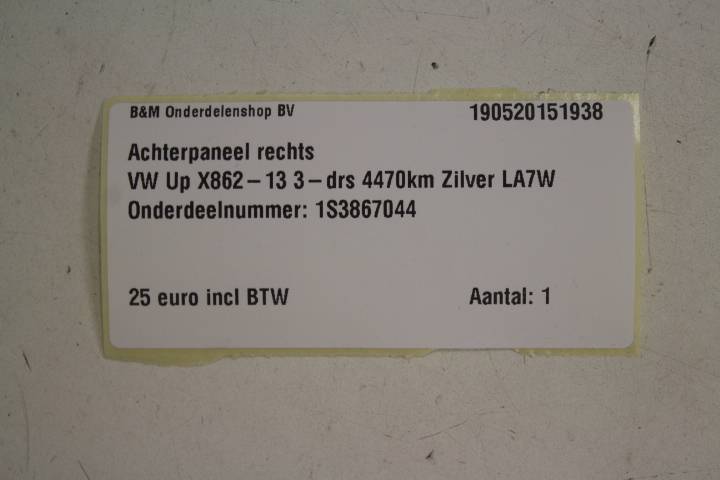 B&M Onderdelenshop BV 190520151938
Achterpaneel rechts
VW Up X862-13 3-drs 4470km Zilver LA7W
Onderdeelnummer: 1S3867044
25 euro incl BTW Aantal: 1